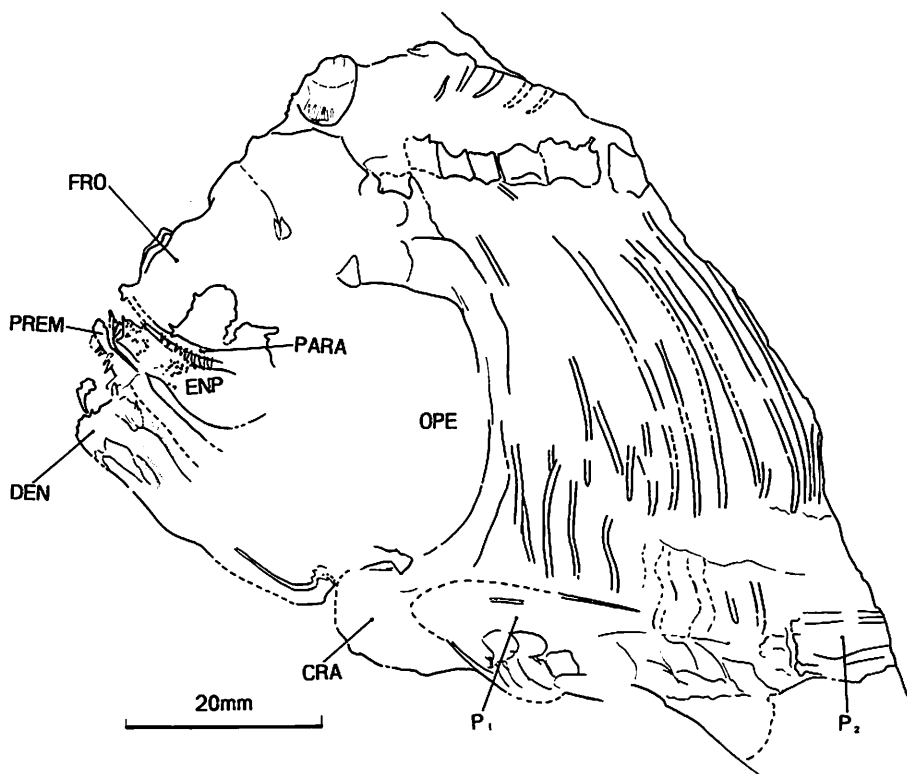 FRO
PREM
PARA
ENP
OPE
DEN
CRA
20mm
P₁
P₂